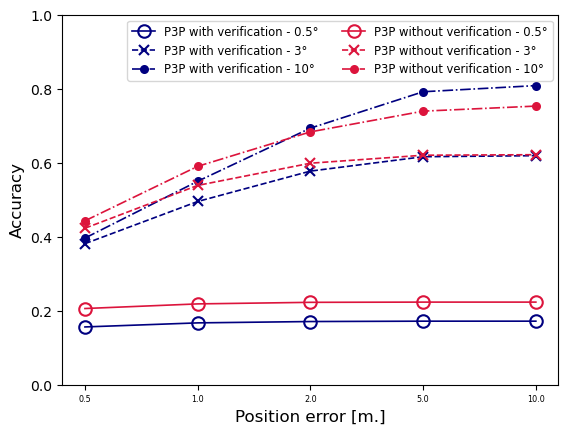 P3P with verification - 0.5°
P3P with verification - 3°
P3P with verification - 10°
P3P without verification - 0.5°
P3P without verification - 3°
P3P without verification - 10°
1.0
0.8
0.6
0.4
0.2
0.0
Accuracy
0.5 1.0 2.0 5.0 10.0
Position error [m.]